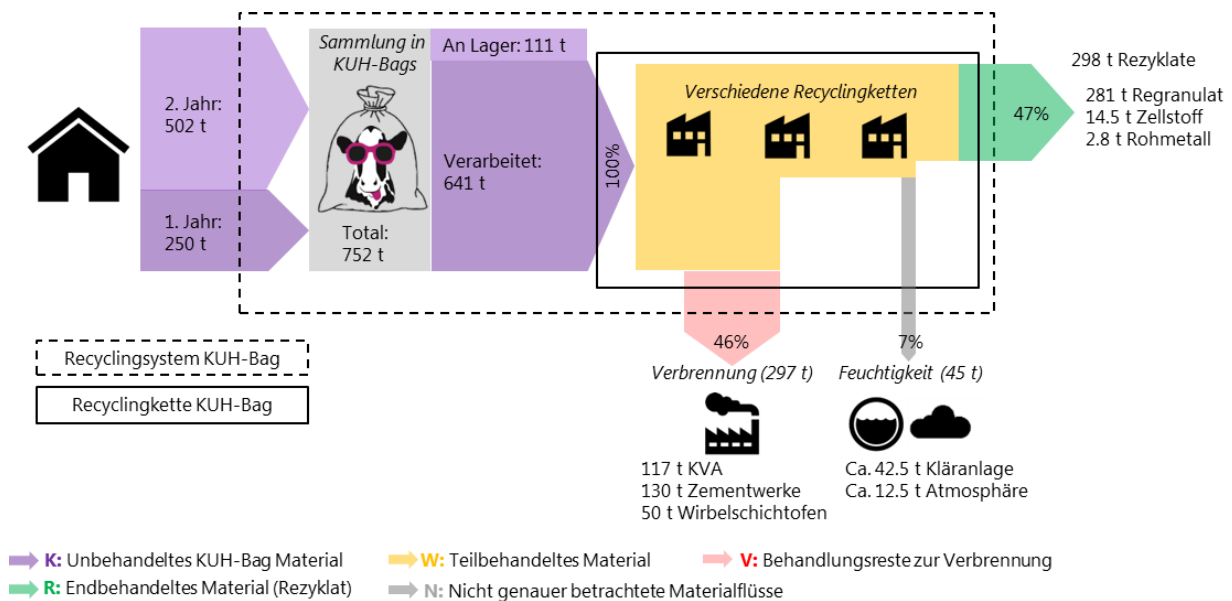 2. Jahr:
502 t
1. Jahr:
250 t
Sammlung in
KUH-Bags
Total:
752 t
An Lager: 111 t
Verarbeitet:
641 t
100%
Verschiedene Recyclingketten
47%
298 t Rezyklate
281 t Regranulat
14.5 t Zellstoff
2.8 t Rohmetall
Recyclingsystem KUH-Bag
Recyclingkette KUH-Bag
46%
Verbrennung (297 t)
117 t KVA
130 t Zementwerke
50 t Wirbelschichtofen
7%
Feuchtigkeit (45 t)
Ca. 42.5 t Kläranlage
Ca. 12.5 t Atmosphäre
K: Unbehandeltes KUH-Bag Material
W: Teilbehandeltes Material
V: Behandlungsreste zur Verbrennung
R: Endbehandeltes Material (Rezyklat)
N: Nicht genauer betrachtete Materialflüsse